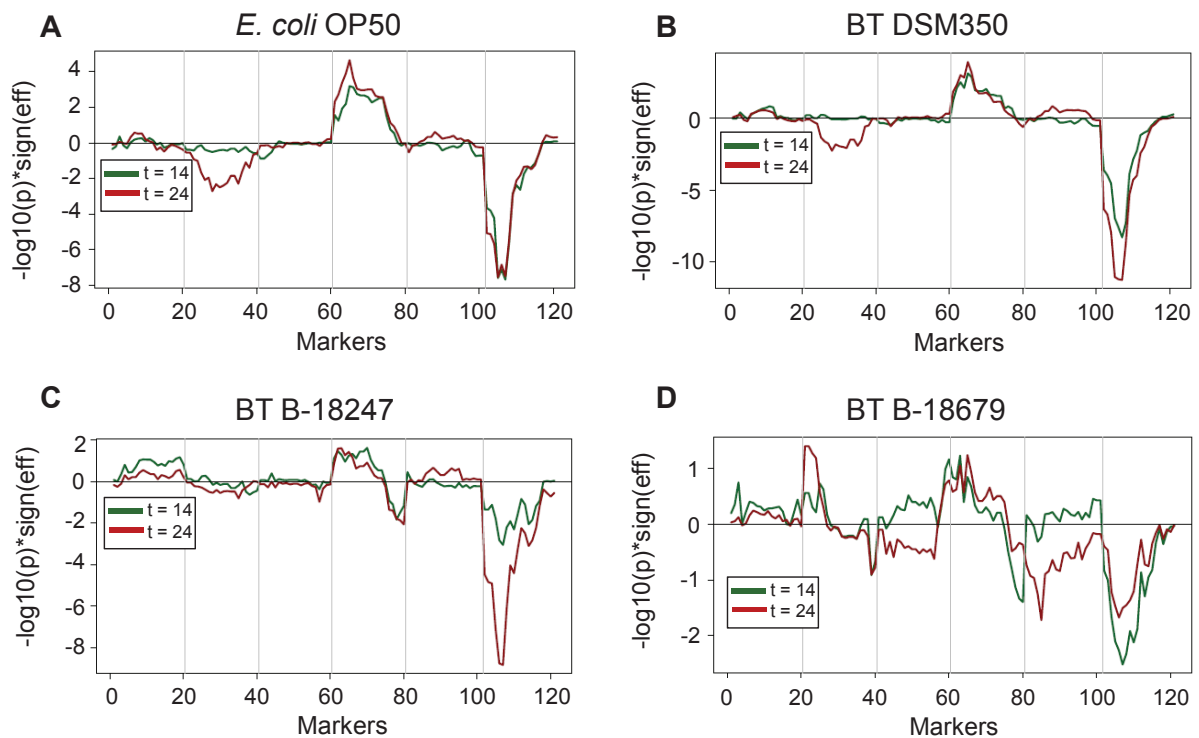 A
E. coli OP50
-log10(p)*sign(eff)
4
2
0
-2
-4
-6
-8
t = 14
t = 24
0 20 40 60 80 100 120
Markers
B
BT DSM350
-log10(p)*sign(eff)
0
-5
-10
t = 14
t = 24
0 20 40 60 80 100 120
Markers
C
BT B-18247
-log10(p)*sign(eff)
2
0
-2
-4
-6
-8
t = 14
t = 24
0 20 40 60 80 100 120
Markers
D
BT B-18679
-log10(p)*sign(eff)
1
0
-1
-2
t = 14
t = 24
0 20 40 60 80 100 120
Markers